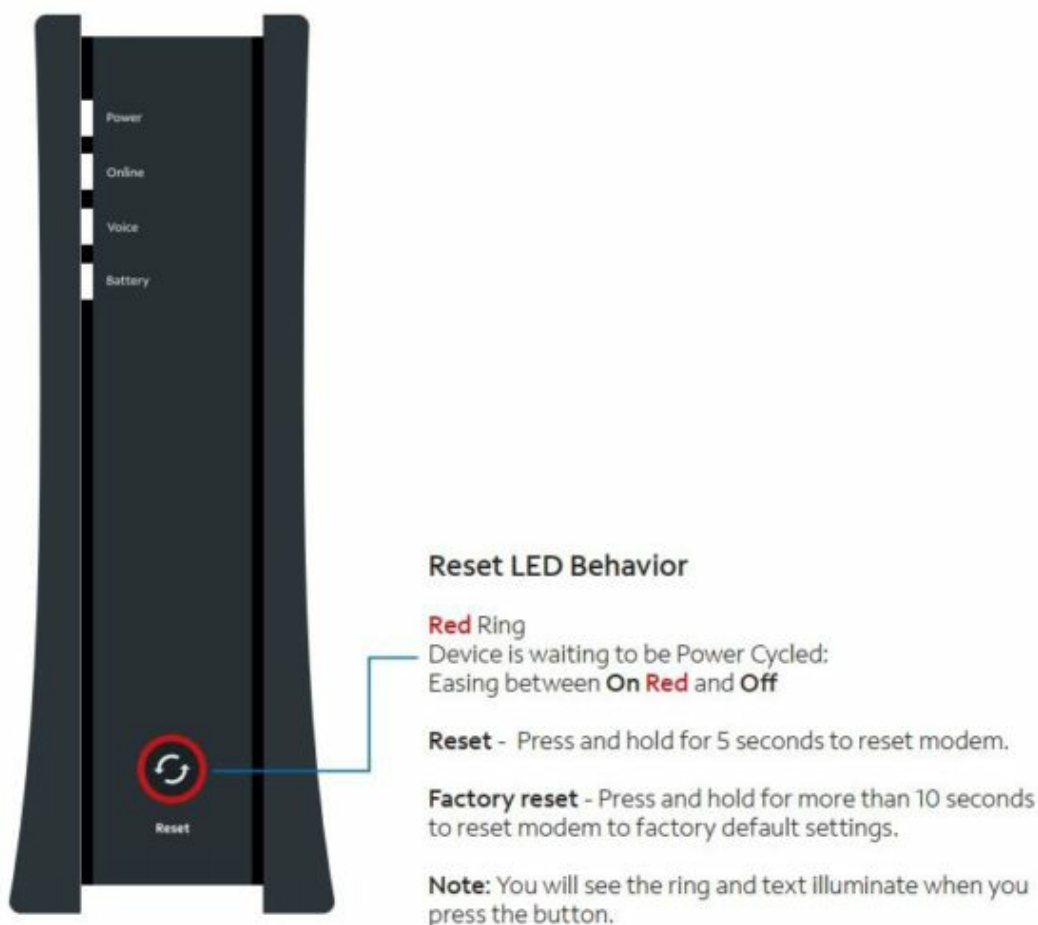 Power
Online
Voice
Battery
Reset
Reset LED Behavior
Red Ring
Device is waiting to be Power Cycled:
Easing between On Red and Off
Reset - Press and hold for 5 seconds to reset modem.
Factory reset - Press and hold for more than 10 seconds
to reset modem to factory default settings.
Note: You will see the ring and text illuminate when you
press the button.